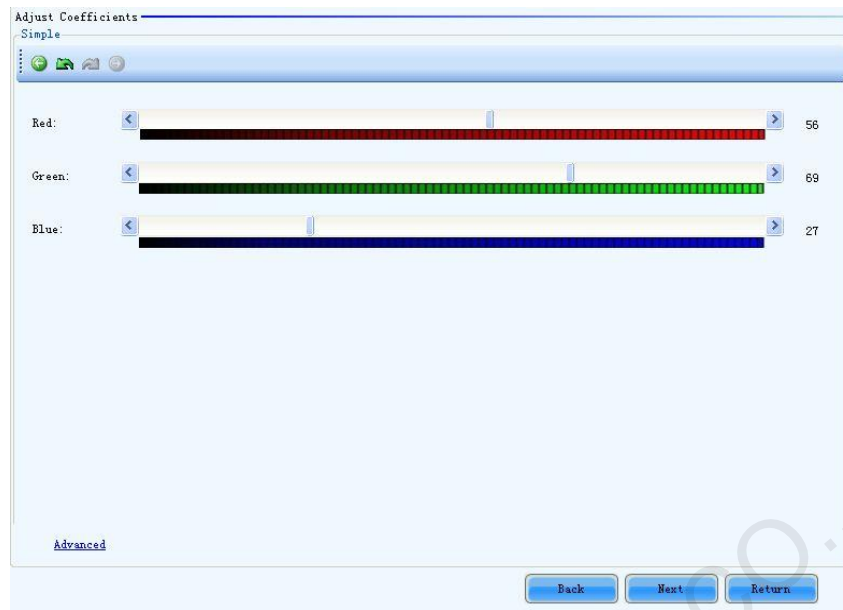 Adjust Coefficients
Simple
Red: 56
Green: 69
Blue: 27
Advanced
Back Next Return